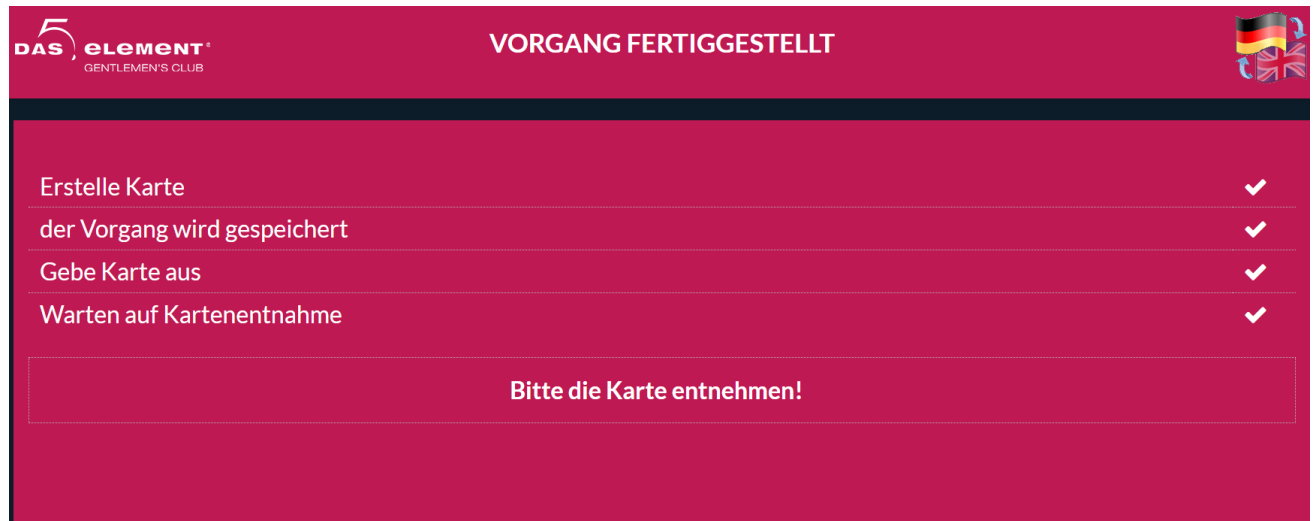 DAS 5 ELEMENT
GENTLEMEN'S CLUB
VORGANG FERTIGGESTELLT
Erstelle Karte
der Vorgang wird gespeichert
Gebe Karte aus
Warten auf Kartenentnahme
Bitte die Karte entnehmen!